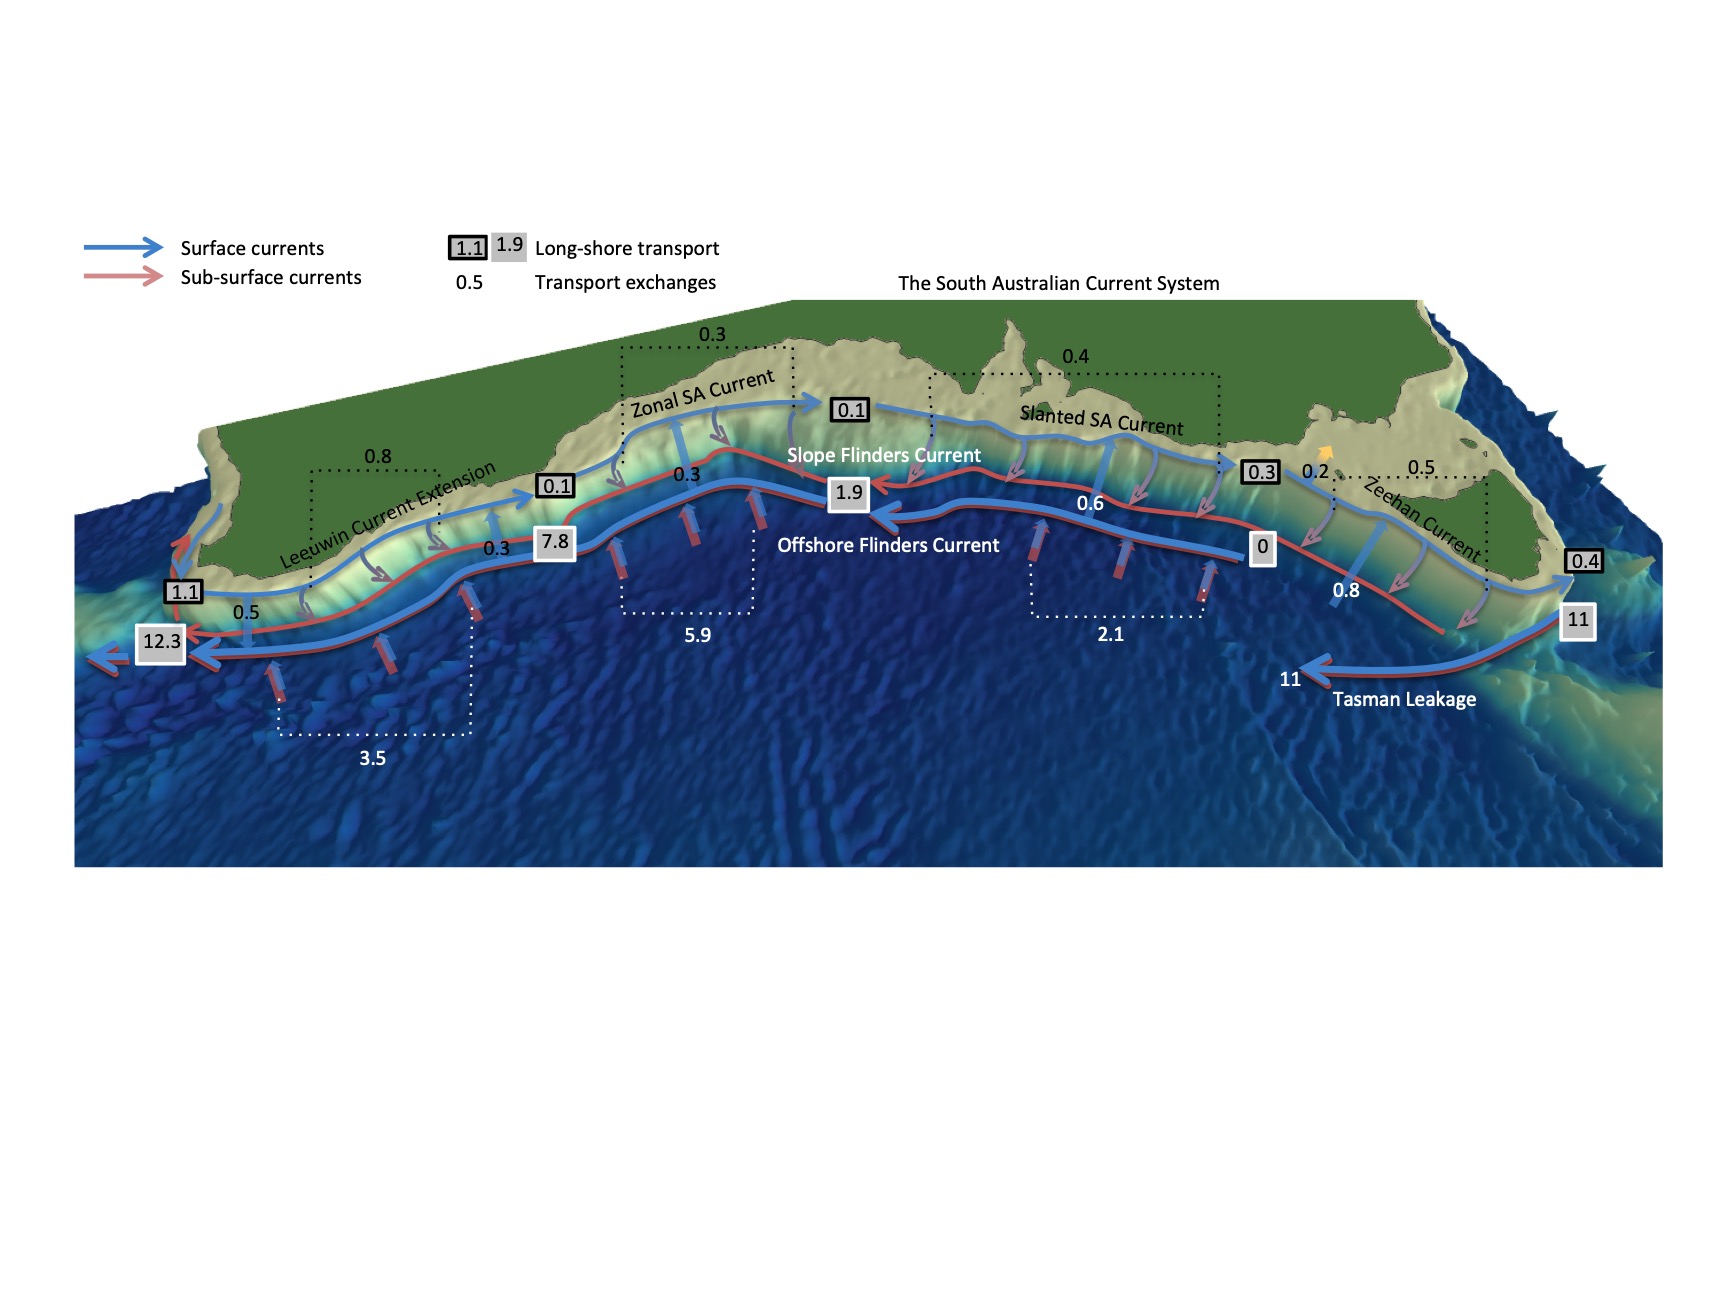 Surface currents
Sub-surface currents
1.1 1.9 Long-shore transport
0.5 Transport exchanges
The South Australian Current System
0.3
0.4
Zonal SA Current
0.1
Slanted SA Current
0.8
Leeuwin Current Extension
Slope Flinders Current
0.3
0.2
0.5
0.3
0.1
1.9
0.6
Zeehan Current
7.8
0.3
Offshore Flinders Current
0
0.4
1.1
0.5
0.8
11
12.3
5.9
2.1
11
Tasman Leakage
3.5